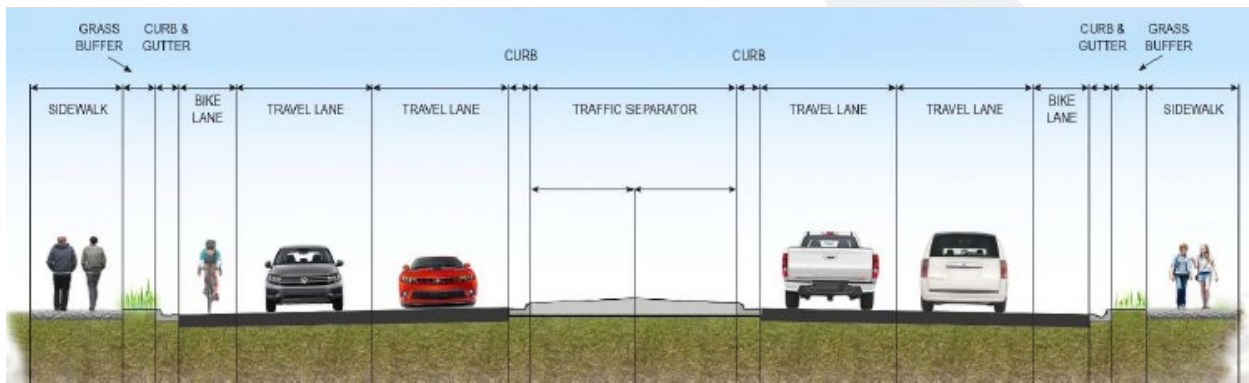 GRASS
BUFFER
CURB &
GUTTER
CURB
CURB
CURB &
GUTTER
GRASS
BUFFER
SIDEWALK
BIKE
LANE
TRAVEL LANE
TRAVEL LANE
TRAFFIC SEPARATOR
TRAVEL LANE
TRAVEL LANE
BIKE
LANE
SIDEWALK